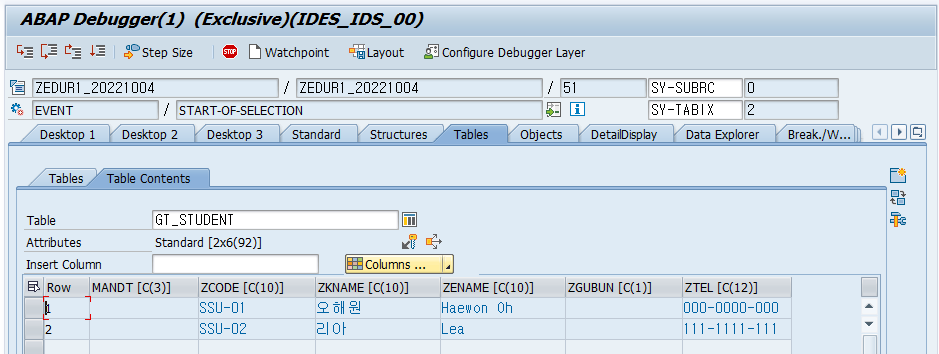 ABAP Debugger(1) (Exclusive)(IDES_IDS_00)
Step Size STOP Watchpoint Layout Configure Debugger Layer
ZEDUR1_20221004 / ZEDUR1_20221004 / 51 SY-SUBRC 0
EVENT / START-OF-SELECTION SY-TABIX 2
Desktop 1 Desktop 2 Desktop 3 Standard Structures Tables Objects DetailDisplay Data Explorer Break./W...
Tables Table Contents
Table GT_STUDENT
Attributes Standard [2x6(92)]
Insert Column Columns ...
Row MANDT [C(3)] ZCODE [C(10)] ZKNAME [C(10)] ZENAME [C(10)] ZGUBUN [C(1)] ZTEL [C(12)]
1 SSU-01 오해원 Haewon Oh 000-0000-000
2 SSU-02 리아 Lea 111-1111-111